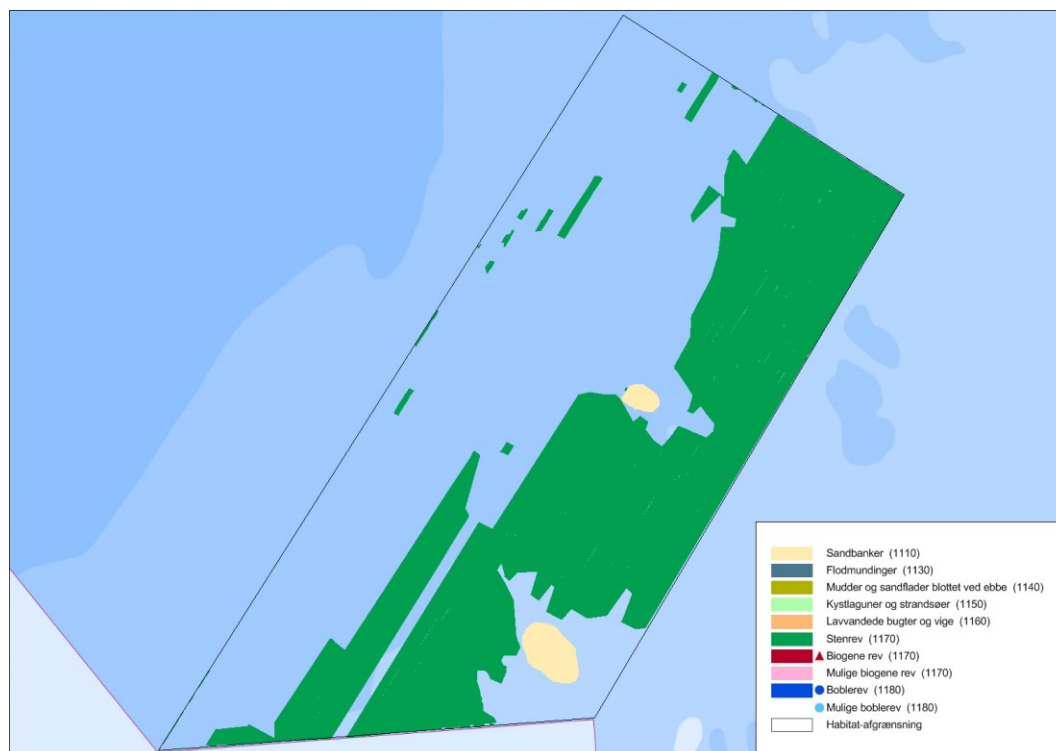 Sandbanker (1110)
Flodmundinger (1130)
Mudder og sandflader blottet ved ebbe (1140)
Kystlaguner og strandsøer (1150)
Lavvandede bugter og vige (1160)
Stenrev (1170)
Biogene rev (1170)
Mulige biogene rev (1170)
Boblerev (1180)
Mulige boblerev (1180)
Habitat-afgrænsning